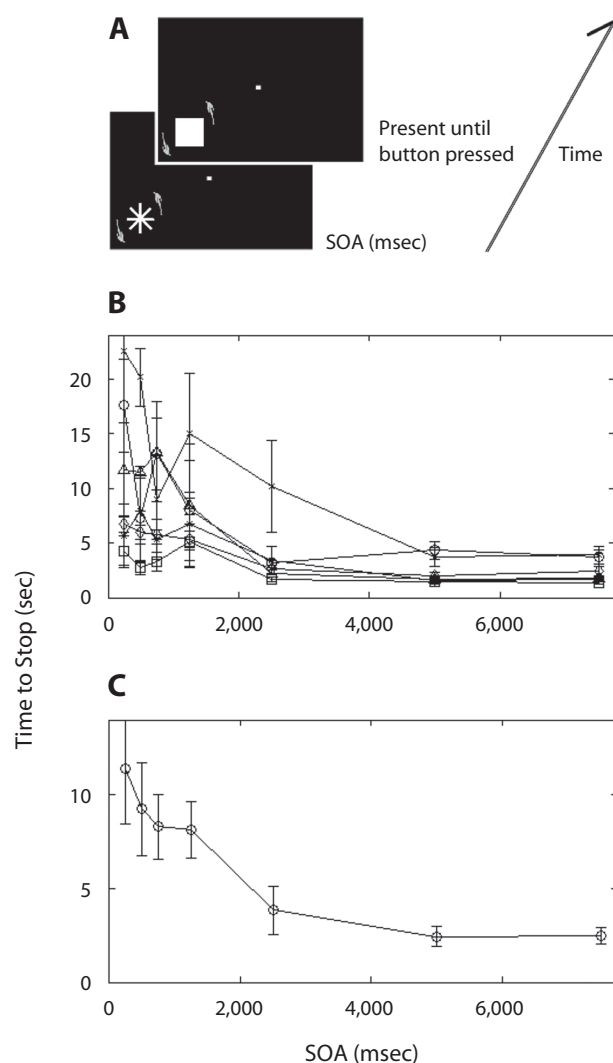 A
Present until
button pressed
Time
SOA (msec)
B
20
15
10
5
0
0 2,000 4,000 6,000
Time to Stop (sec)
C
10
5
0
0 2,000 4,000 6,000
SOA (msec)